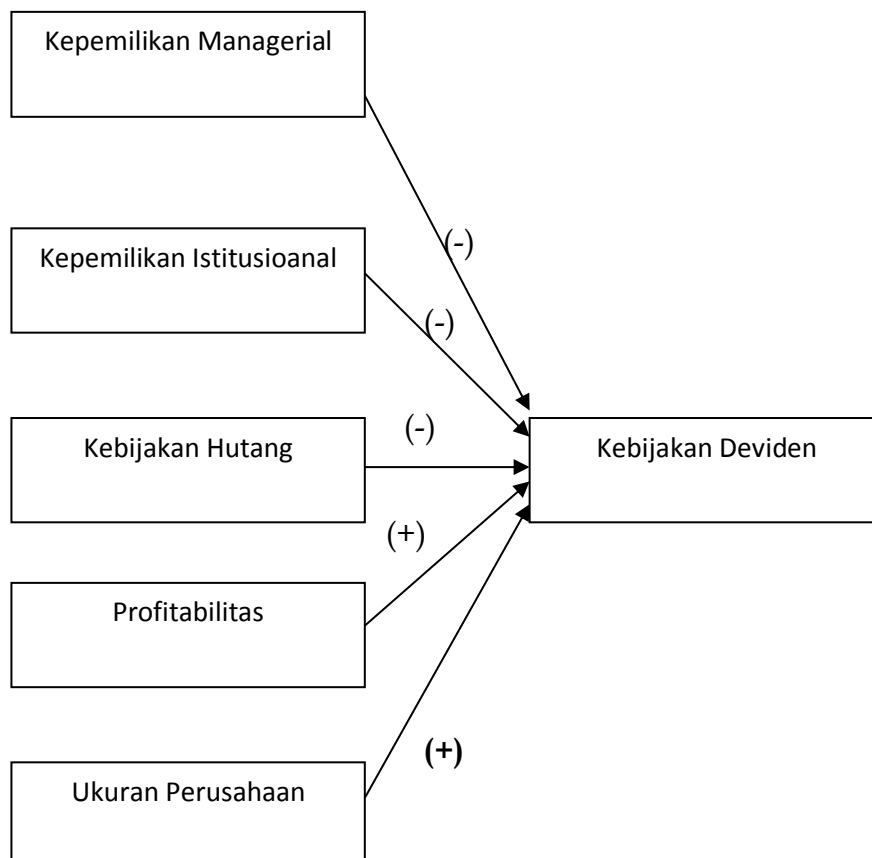 Kepemilikan Managerial
(-)
Kepemilikan Istitusioanal
(-)
(-)
Kebijakan Hutang
Kebijakan Deviden
(+)
Profitabilitas
(+)
Ukuran Perusahaan